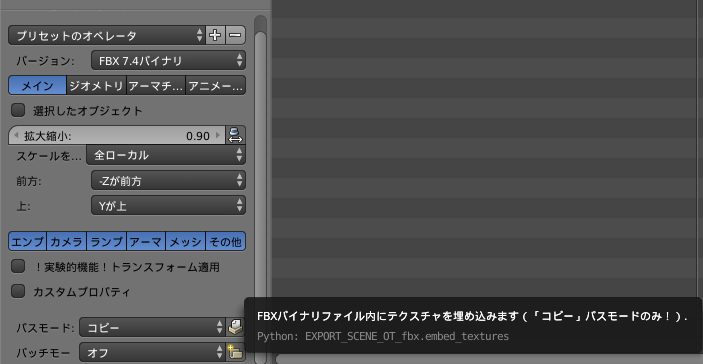 プリセットのオペレータ
バージョン: FBX 7.4バイナリ
メイン ジオメトリ アーマチ... アニメー...
選択したオブジェクト
拡大縮小: 0.90
スケールを... 全ローカル
前方: -Zが前方
上: Yが上
エンプ カメラ ランプ アーマ メッシ その他
！実験的機能！トランスフォーム適用
カスタムプロパティ
パスモード: コピー
バッチモー オフ
FBXバイナリファイル内にテクスチャを埋め込みます（「コピー」パスモードのみ！）.
Python: EXPORT_SCENE_OT_fbx.embed_textures